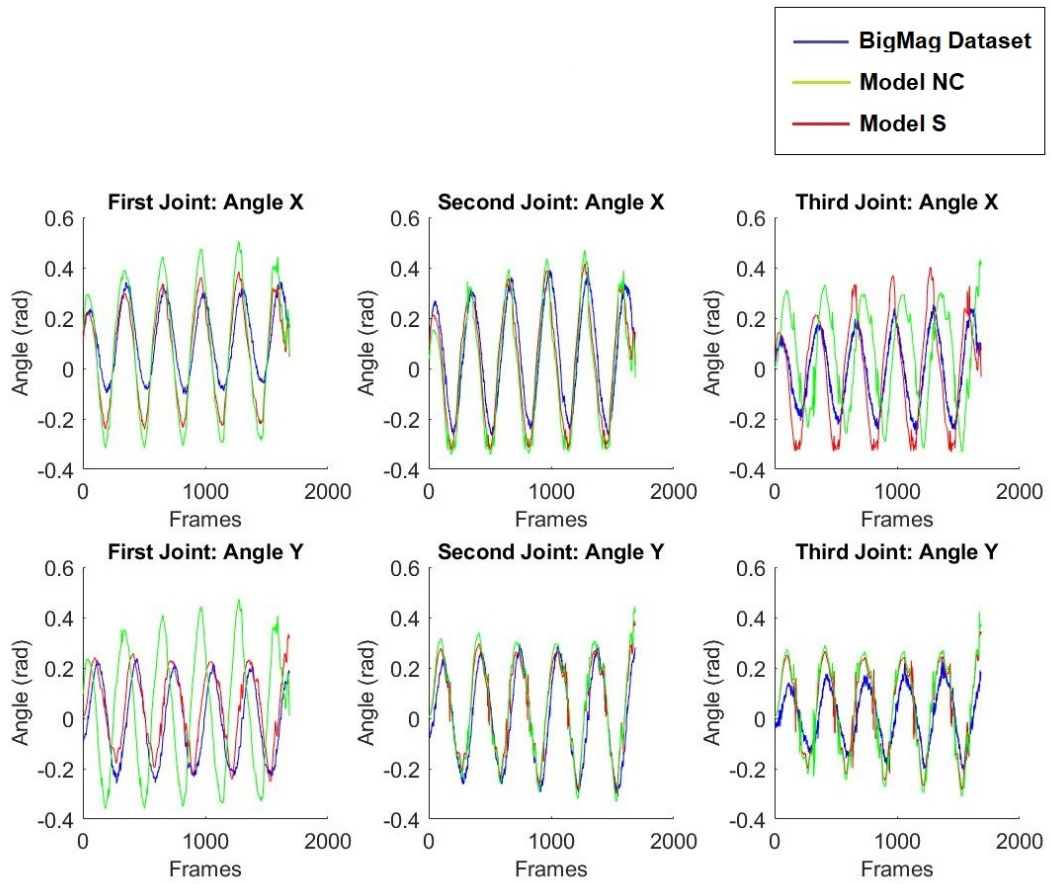 BigMag Dataset
Model NC
Model S
First Joint: Angle X
Second Joint: Angle X
Third Joint: Angle X
0.6
0.4
0.2
0
-0.2
-0.4
Angle (rad)
0 1000 2000
Frames
0.6
0.4
0.2
0
-0.2
-0.4
Angle (rad)
0 1000 2000
Frames
0.6
0.4
0.2
0
-0.2
-0.4
Angle (rad)
0 1000 2000
Frames
First Joint: Angle Y
Second Joint: Angle Y
Third Joint: Angle Y
0.6
0.4
0.2
0
-0.2
-0.4
Angle (rad)
0 1000 2000
Frames
0.6
0.4
0.2
0
-0.2
-0.4
Angle (rad)
0 1000 2000
Frames
0.6
0.4
0.2
0
-0.2
-0.4
Angle (rad)
0 1000 2000
Frames